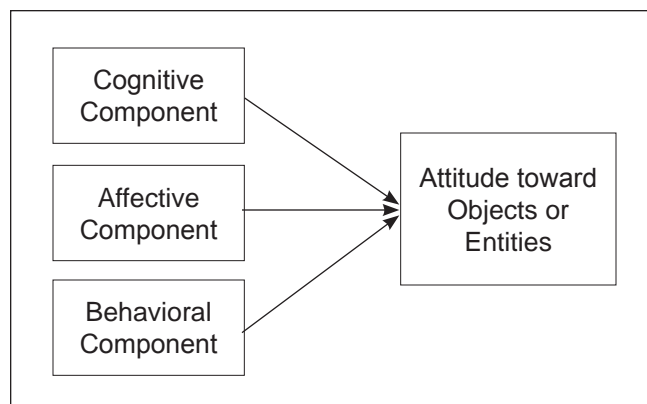 Cognitive
Component
Affective
Component
Behavioral
Component
Attitude toward
Objects or
Entities